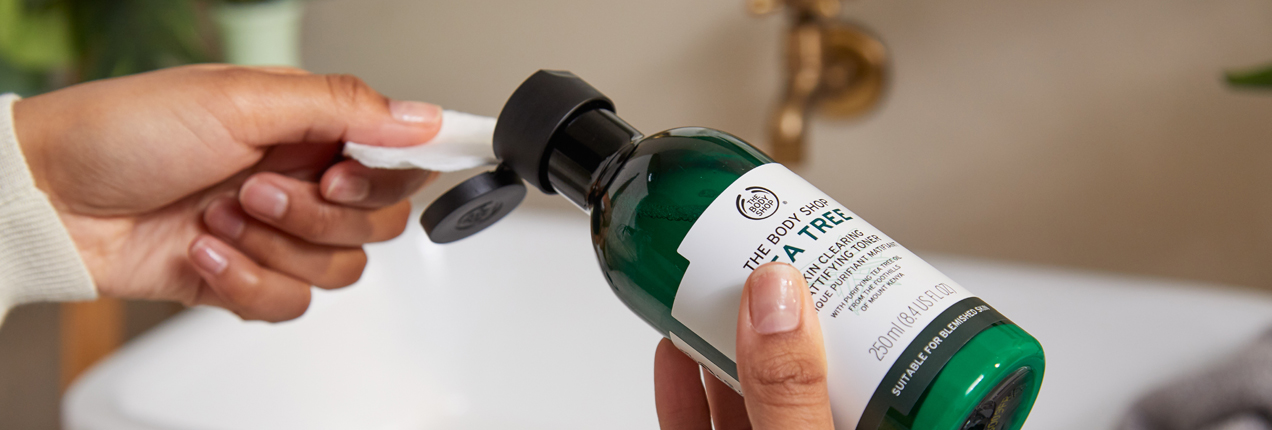 THE
BODY
SHOP
®
THE BODY SHOP
EA TREE
KIN CLEARING
ATTIFYING TONER
IQUE PURIFIANT MATIFIANT
WITH PURIFYING TEA TREE OIL
FROM THE FOOTHILLS
OF MOUNT KENYA
250ml (8.4 US FL OZ)
SUITABLE FOR BLEMISHED SKIN